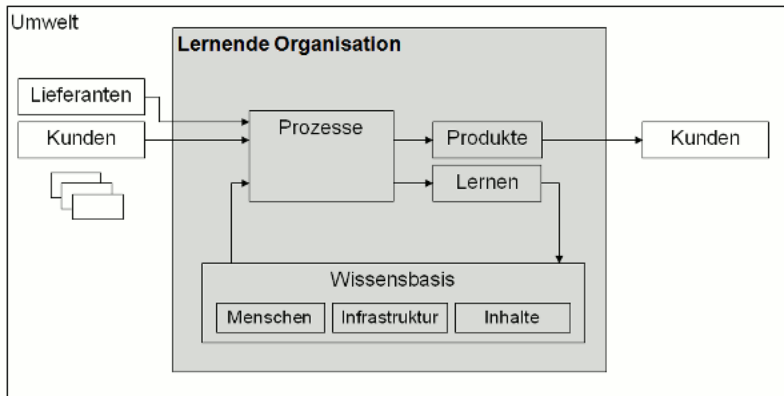 Umwelt
Lernende Organisation
Lieferanten
Kunden
Prozesse
Produkte
Lernen
Kunden
Wissensbasis
Menschen
Infrastruktur
Inhalte